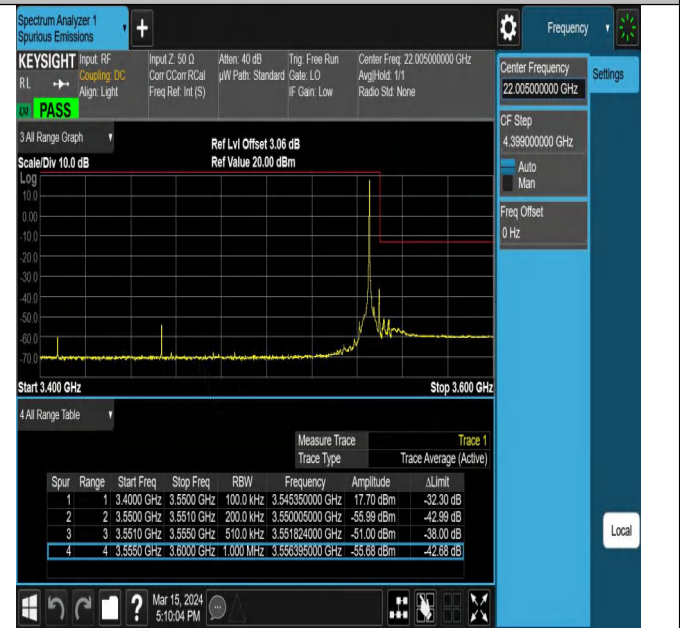 Spectrum Analyzer 1
Spurious Emissions
Frequency
KEYSIGHT Input: RF Input Z: 50 Ω Atten: 40 dB Trig: Free Run Center Freq: 22.005000000 GHz
RL Coupling: DC Corr CCorr RCal µW Path: Standard Gate: LO Avg|Hold: 1/1
Align: Light Freq Ref: Int (S) IF Gain: Low Radio Std: None
PASS
Center Frequency
22.005000000 GHz
Settings
CF Step
4.399000000 GHz
Auto
Man
Freq Offset
0 Hz
3 All Range Graph
Ref Lvl Offset 3.06 dB
Scale/Div 10.0 dB Ref Value 20.00 dBm
Log
10.0
0.00
-10.0
-20.0
-30.0
-40.0
-50.0
-60.0
-70.0
Start 3.400 GHz Stop 3.600 GHz
4 All Range Table
Measure Trace Trace 1
Trace Type Trace Average (Active)
Spur Range Start Freq Stop Freq RBW Frequency Amplitude ΔLimit
1 1 3.4000 GHz 3.5500 GHz 100.0 kHz 3.545350000 GHz 17.70 dBm -32.30 dB
2 2 3.5500 GHz 3.5510 GHz 200.0 kHz 3.550005000 GHz -55.99 dBm -42.99 dB
3 3 3.5510 GHz 3.5550 GHz 510.0 kHz 3.551824000 GHz -51.00 dBm -38.00 dB
4 4 3.5550 GHz 3.6000 GHz 1.000 MHz 3.556395000 GHz -55.68 dBm -42.68 dB
Local
Mar 15, 2024
5:10:04 PM